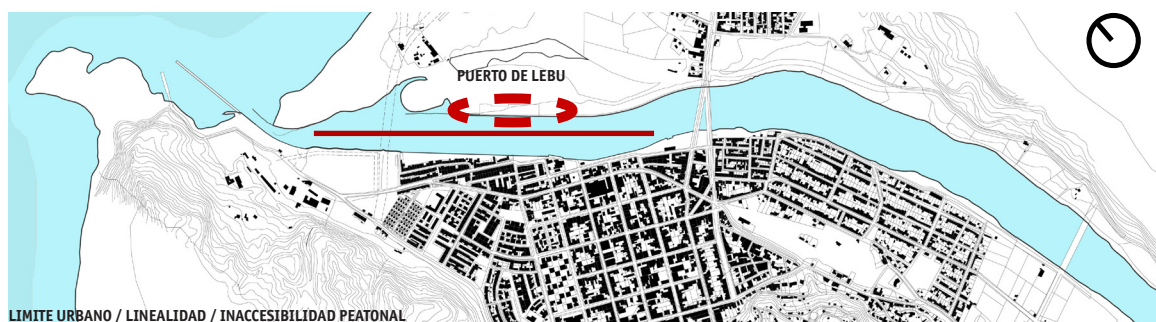 PUERTO DE LEBU
LIMITE URBANO / LINEALIDAD / INACCESIBILIDAD PEATONAL